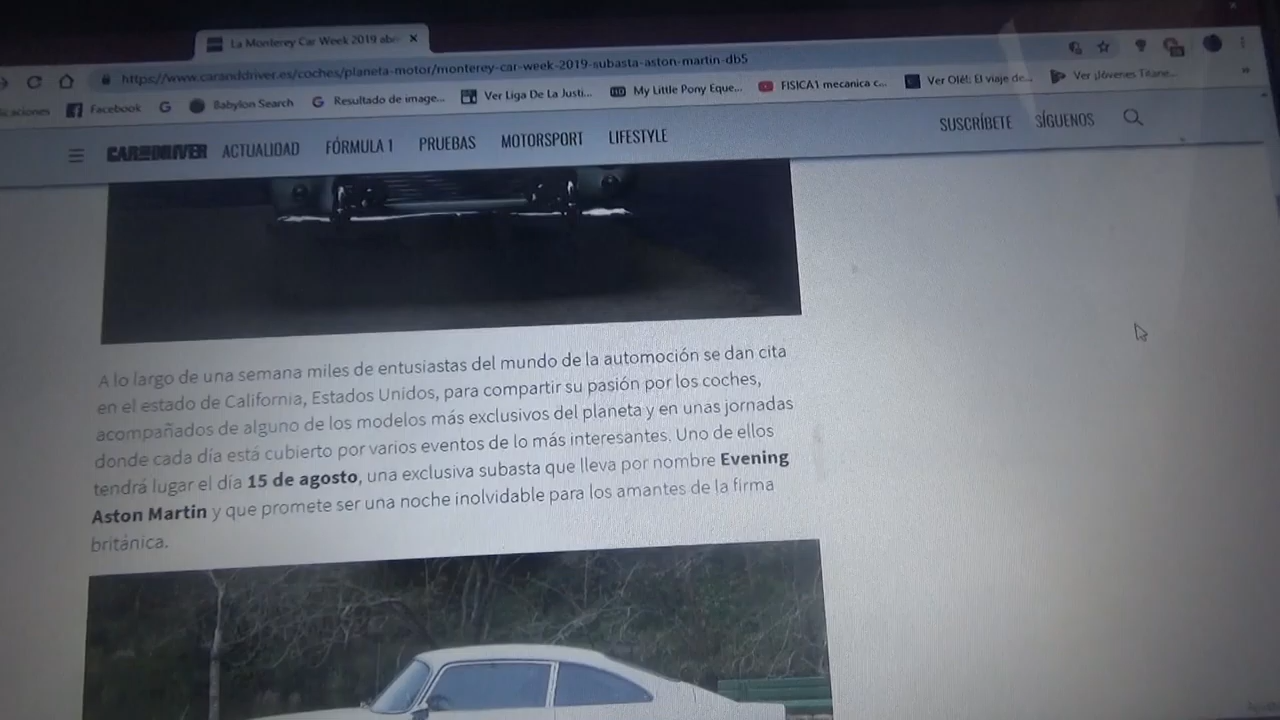 La Monterey Car Week 2019 abre
https://www.caranddriver.es/coches/planeta-motor/monterey-car-week-2019-subasta-aston-martin-db5
Facebook G Babylon Search Resultado de image... Ver Liga De La Justi... My Little Pony Eque... FISICA1 mecanica c... Ver Olé!: El viaje de... Ver ¡Jóvenes Titane...
CAR AND DRIVER ACTUALIDAD FÓRMULA 1 PRUEBAS MOTORSPORT LIFESTYLE SUSCRÍBETE SÍGUENOS
A lo largo de una semana miles de entusiastas del mundo de la automoción se dan cita
en el estado de California, Estados Unidos, para compartir su pasión por los coches,
acompañados de alguno de los modelos más exclusivos del planeta y en unas jornadas
donde cada día está cubierto por varios eventos de lo más interesantes. Uno de ellos
tendrá lugar el día 15 de agosto, una exclusiva subasta que lleva por nombre Evening
Aston Martin y que promete ser una noche inolvidable para los amantes de la firma
británica.